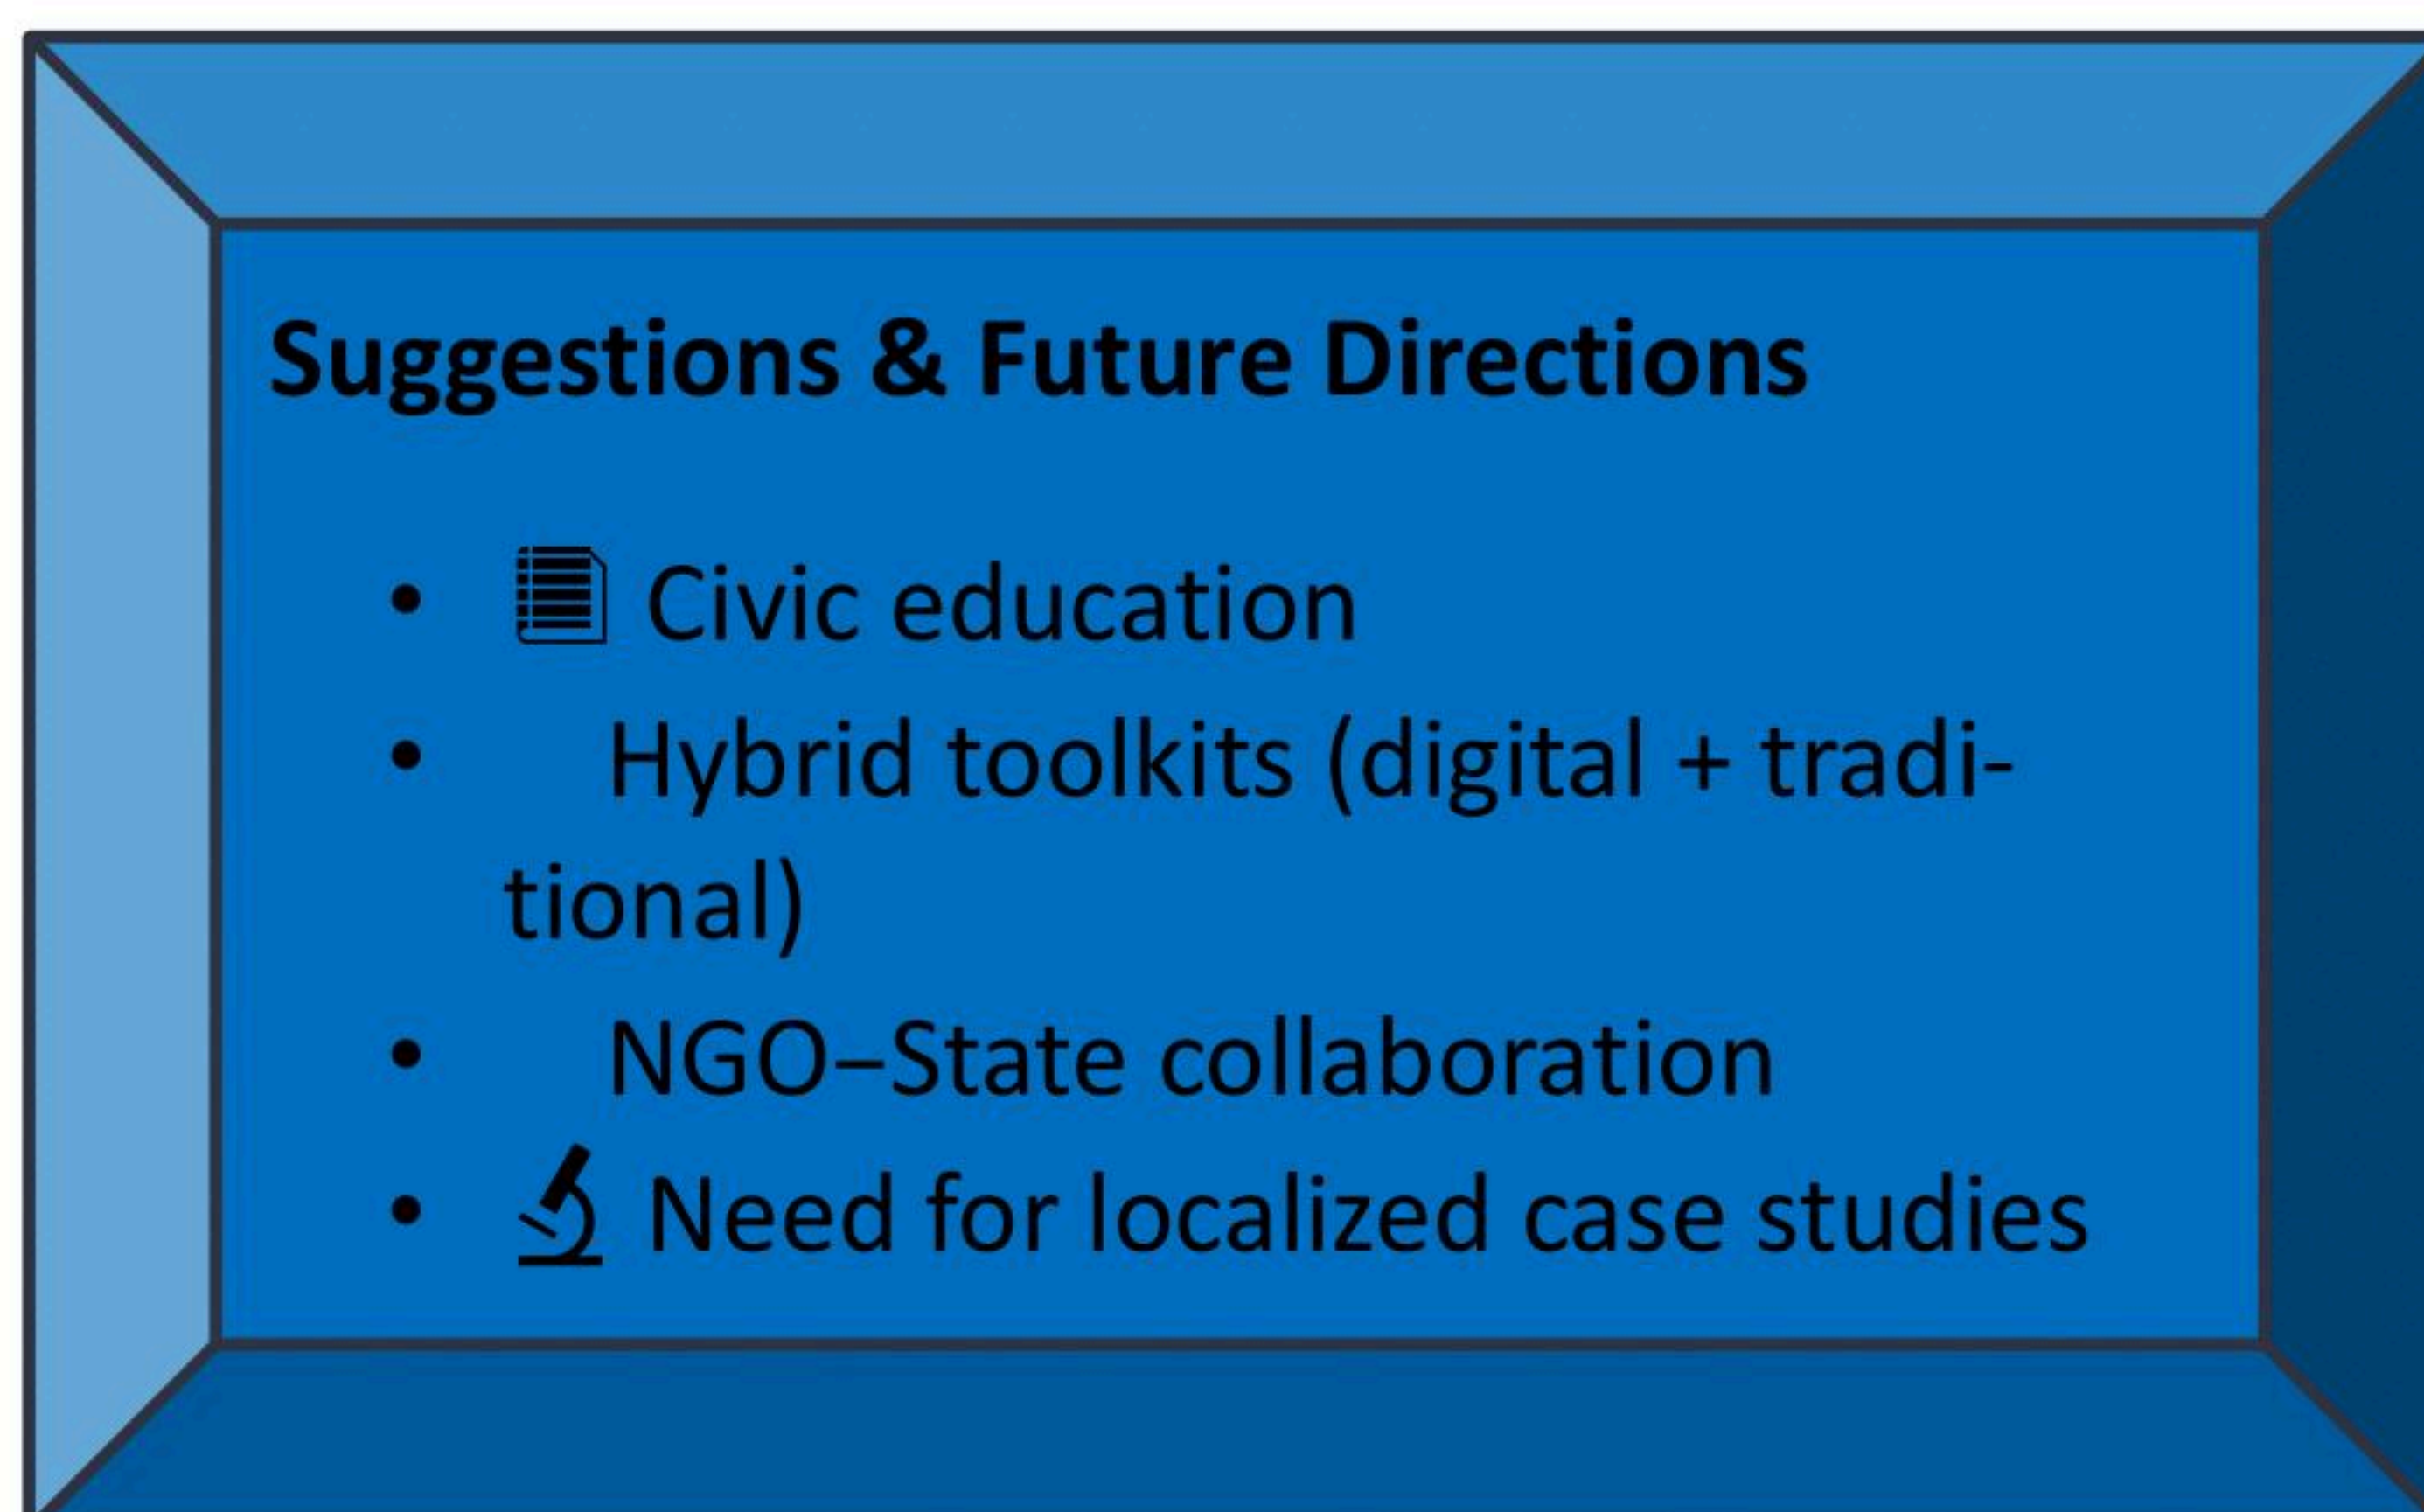 Suggestions & Future Directions
• Civic education
• Hybrid toolkits (digital + tradi-
tional)
• NGO–State collaboration
• Need for localized case studies